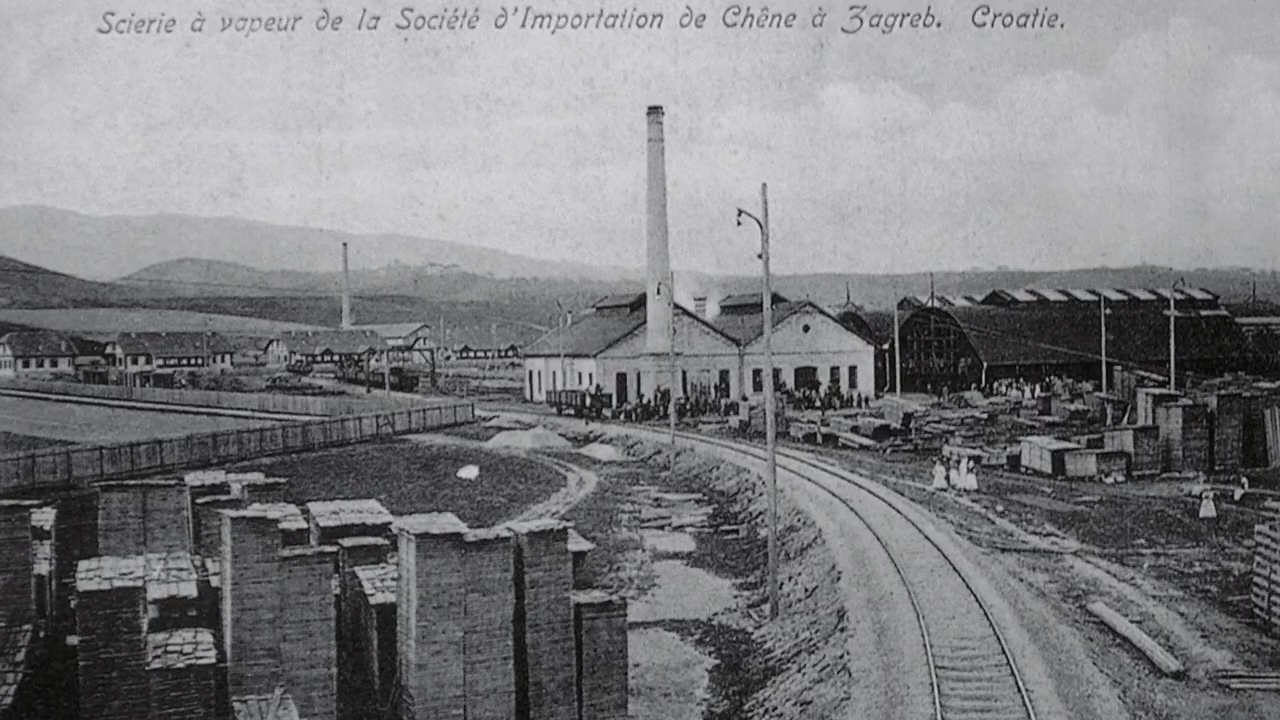 Scierie à vapeur de la Société d'Importation de Chêne à Zagreb. Croatie.